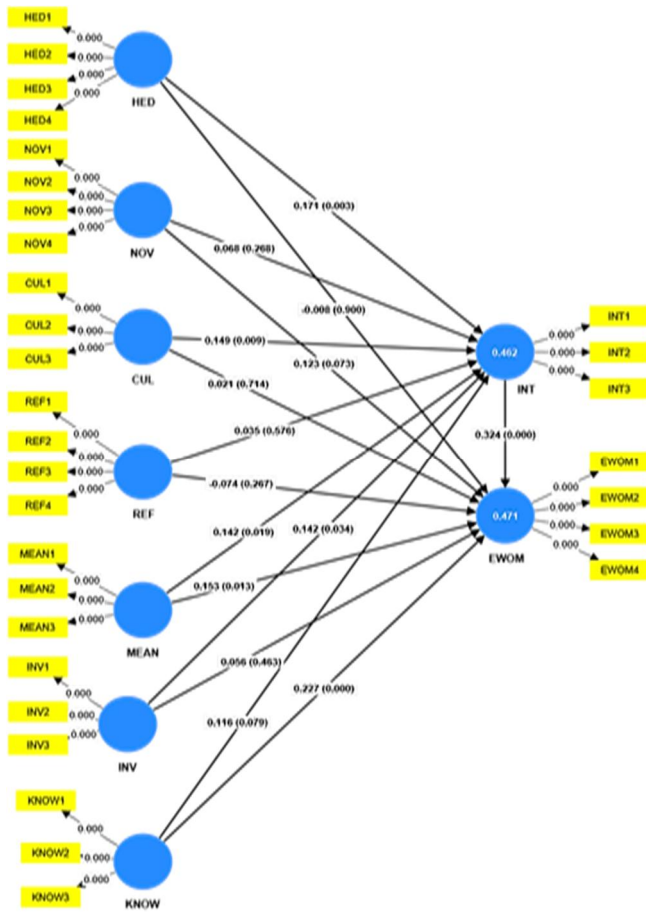 HED1
0.000
HED2
0.000
HED3
0.000
0.000
HED4
HED
NOV1
0.000
NOV2
0.000
NOV3
0.000
0.000
NOV4
NOV
CUL1
0.000
CUL2
0.000
CUL3
0.000
CUL
REF1
0.000
REF2
0.000
REF3
0.000
REF4
0.000
REF
MEAN1
0.000
MEAN2
0.000
MEAN3
0.000
MEAN
INV1
0.000
INV2
0.000
INV3
0.000
INV
KNOW1
0.000
KNOW2
0.000
KNOW3
0.000
KNOW
0.171 (0.003)
0.068 (0.268)
-0.008 (0.900)
0.149 (0.009)
0.123 (0.073)
0.021 (0.714)
0.035 (0.576)
-0.074 (0.267)
0.142 (0.019)
0.142 (0.034)
0.153 (0.013)
0.056 (0.463)
0.227 (0.000)
0.116 (0.079)
0.462
INT
0.324 (0.000)
0.471
EWOM
INT1
0.000
INT2
0.000
INT3
0.000
EWOM1
0.000
EWOM2
0.000
EWOM3
0.000
EWOM4
0.000